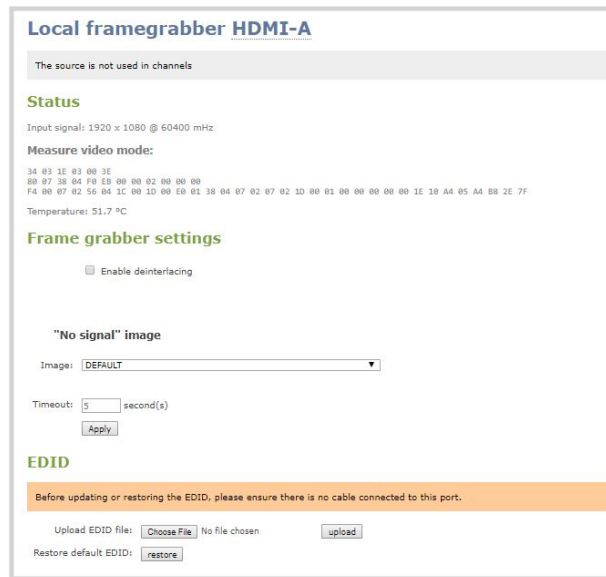 Local framegrabber HDMI-A
The source is not used in channels
Status
Input signal: 1920 x 1080 @ 60400 mHz
Measure video mode:
34 03 1E 03 00 3E
80 07 38 04 F0 EB 00 00 02 00 00 00
F4 00 07 02 56 04 1C 00 1D 00 E0 01 38 04 07 02 07 02 1D 00 01 00 00 00 00 00 1E 10 A4 05 A4 B8 2E 7F
Temperature: 51.7 ºC
Frame grabber settings
Enable deinterlacing
"No signal" image
Image: DEFAULT
Timeout: 5 second(s)
Apply
EDID
Before updating or restoring the EDID, please ensure there is no cable connected to this port.
Upload EDID file: Choose File No file chosen upload
Restore default EDID: restore